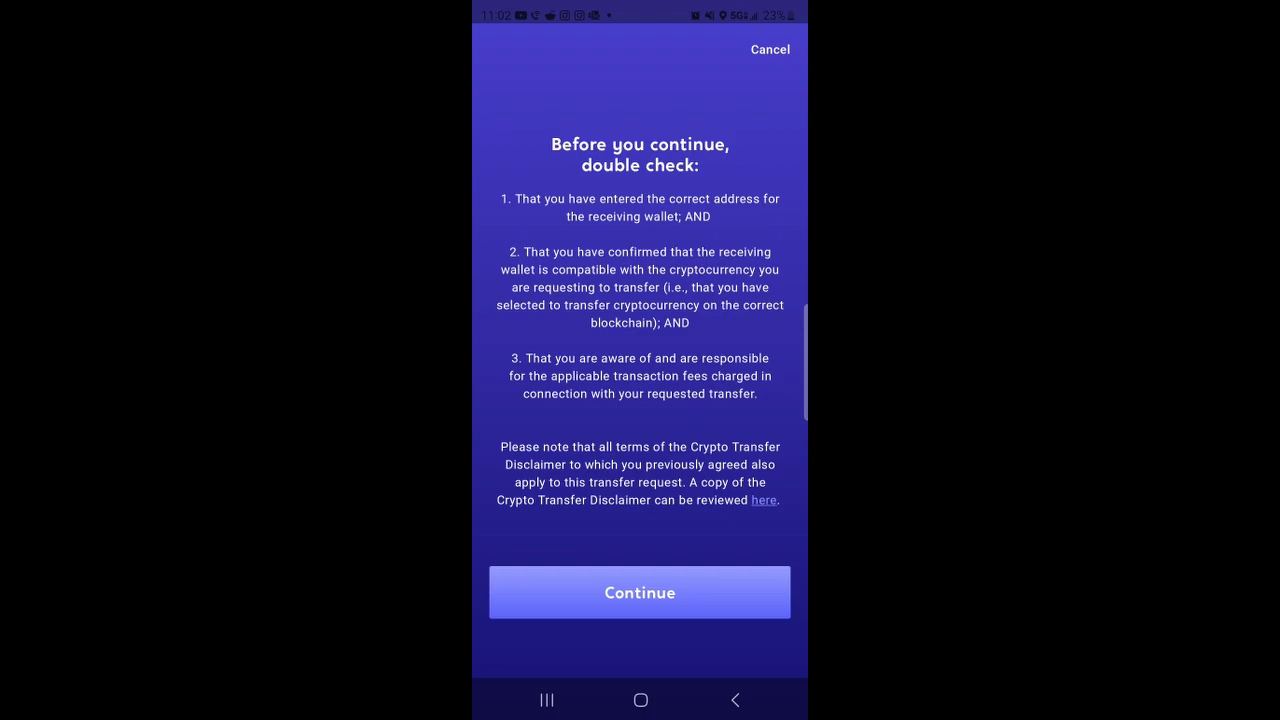 11:02
5G
23%
Cancel
Before you continue,
double check:
1. That you have entered the correct address for
the receiving wallet; AND
2. That you have confirmed that the receiving
wallet is compatible with the cryptocurrency you
are requesting to transfer (i.e., that you have
selected to transfer cryptocurrency on the correct
blockchain); AND
3. That you are aware of and are responsible
for the applicable transaction fees charged in
connection with your requested transfer.
Please note that all terms of the Crypto Transfer
Disclaimer to which you previously agreed also
apply to this transfer request. A copy of the
Crypto Transfer Disclaimer can be reviewed here.
Continue